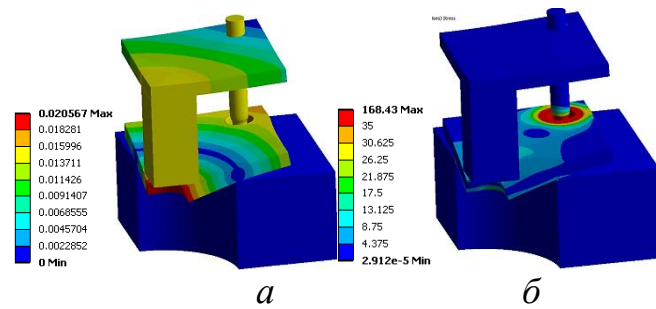 0.020567 Max
0.018281
0.015996
0.013711
0.011426
0.0091407
0.0068555
0.0045704
0.0022852
0 Min
168.43 Max
35
30.625
26.25
21.875
17.5
13.125
8.75
4.375
2.912e-5 Min
а
б